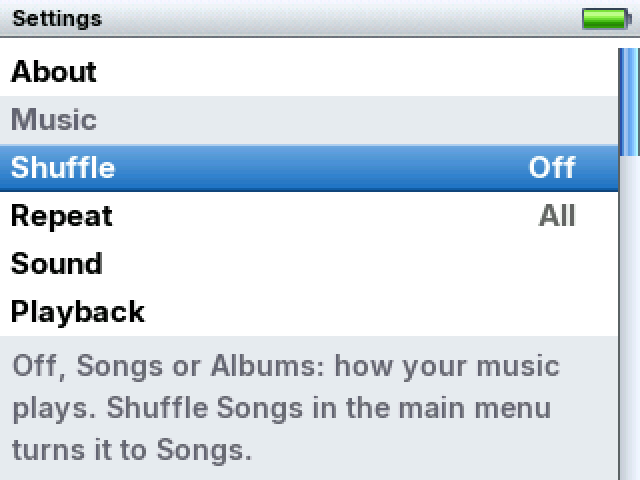 Settings
About
Music
Shuffle Off
Repeat All
Sound
Playback
Off, Songs or Albums: how your music
plays. Shuffle Songs in the main menu
turns it to Songs.